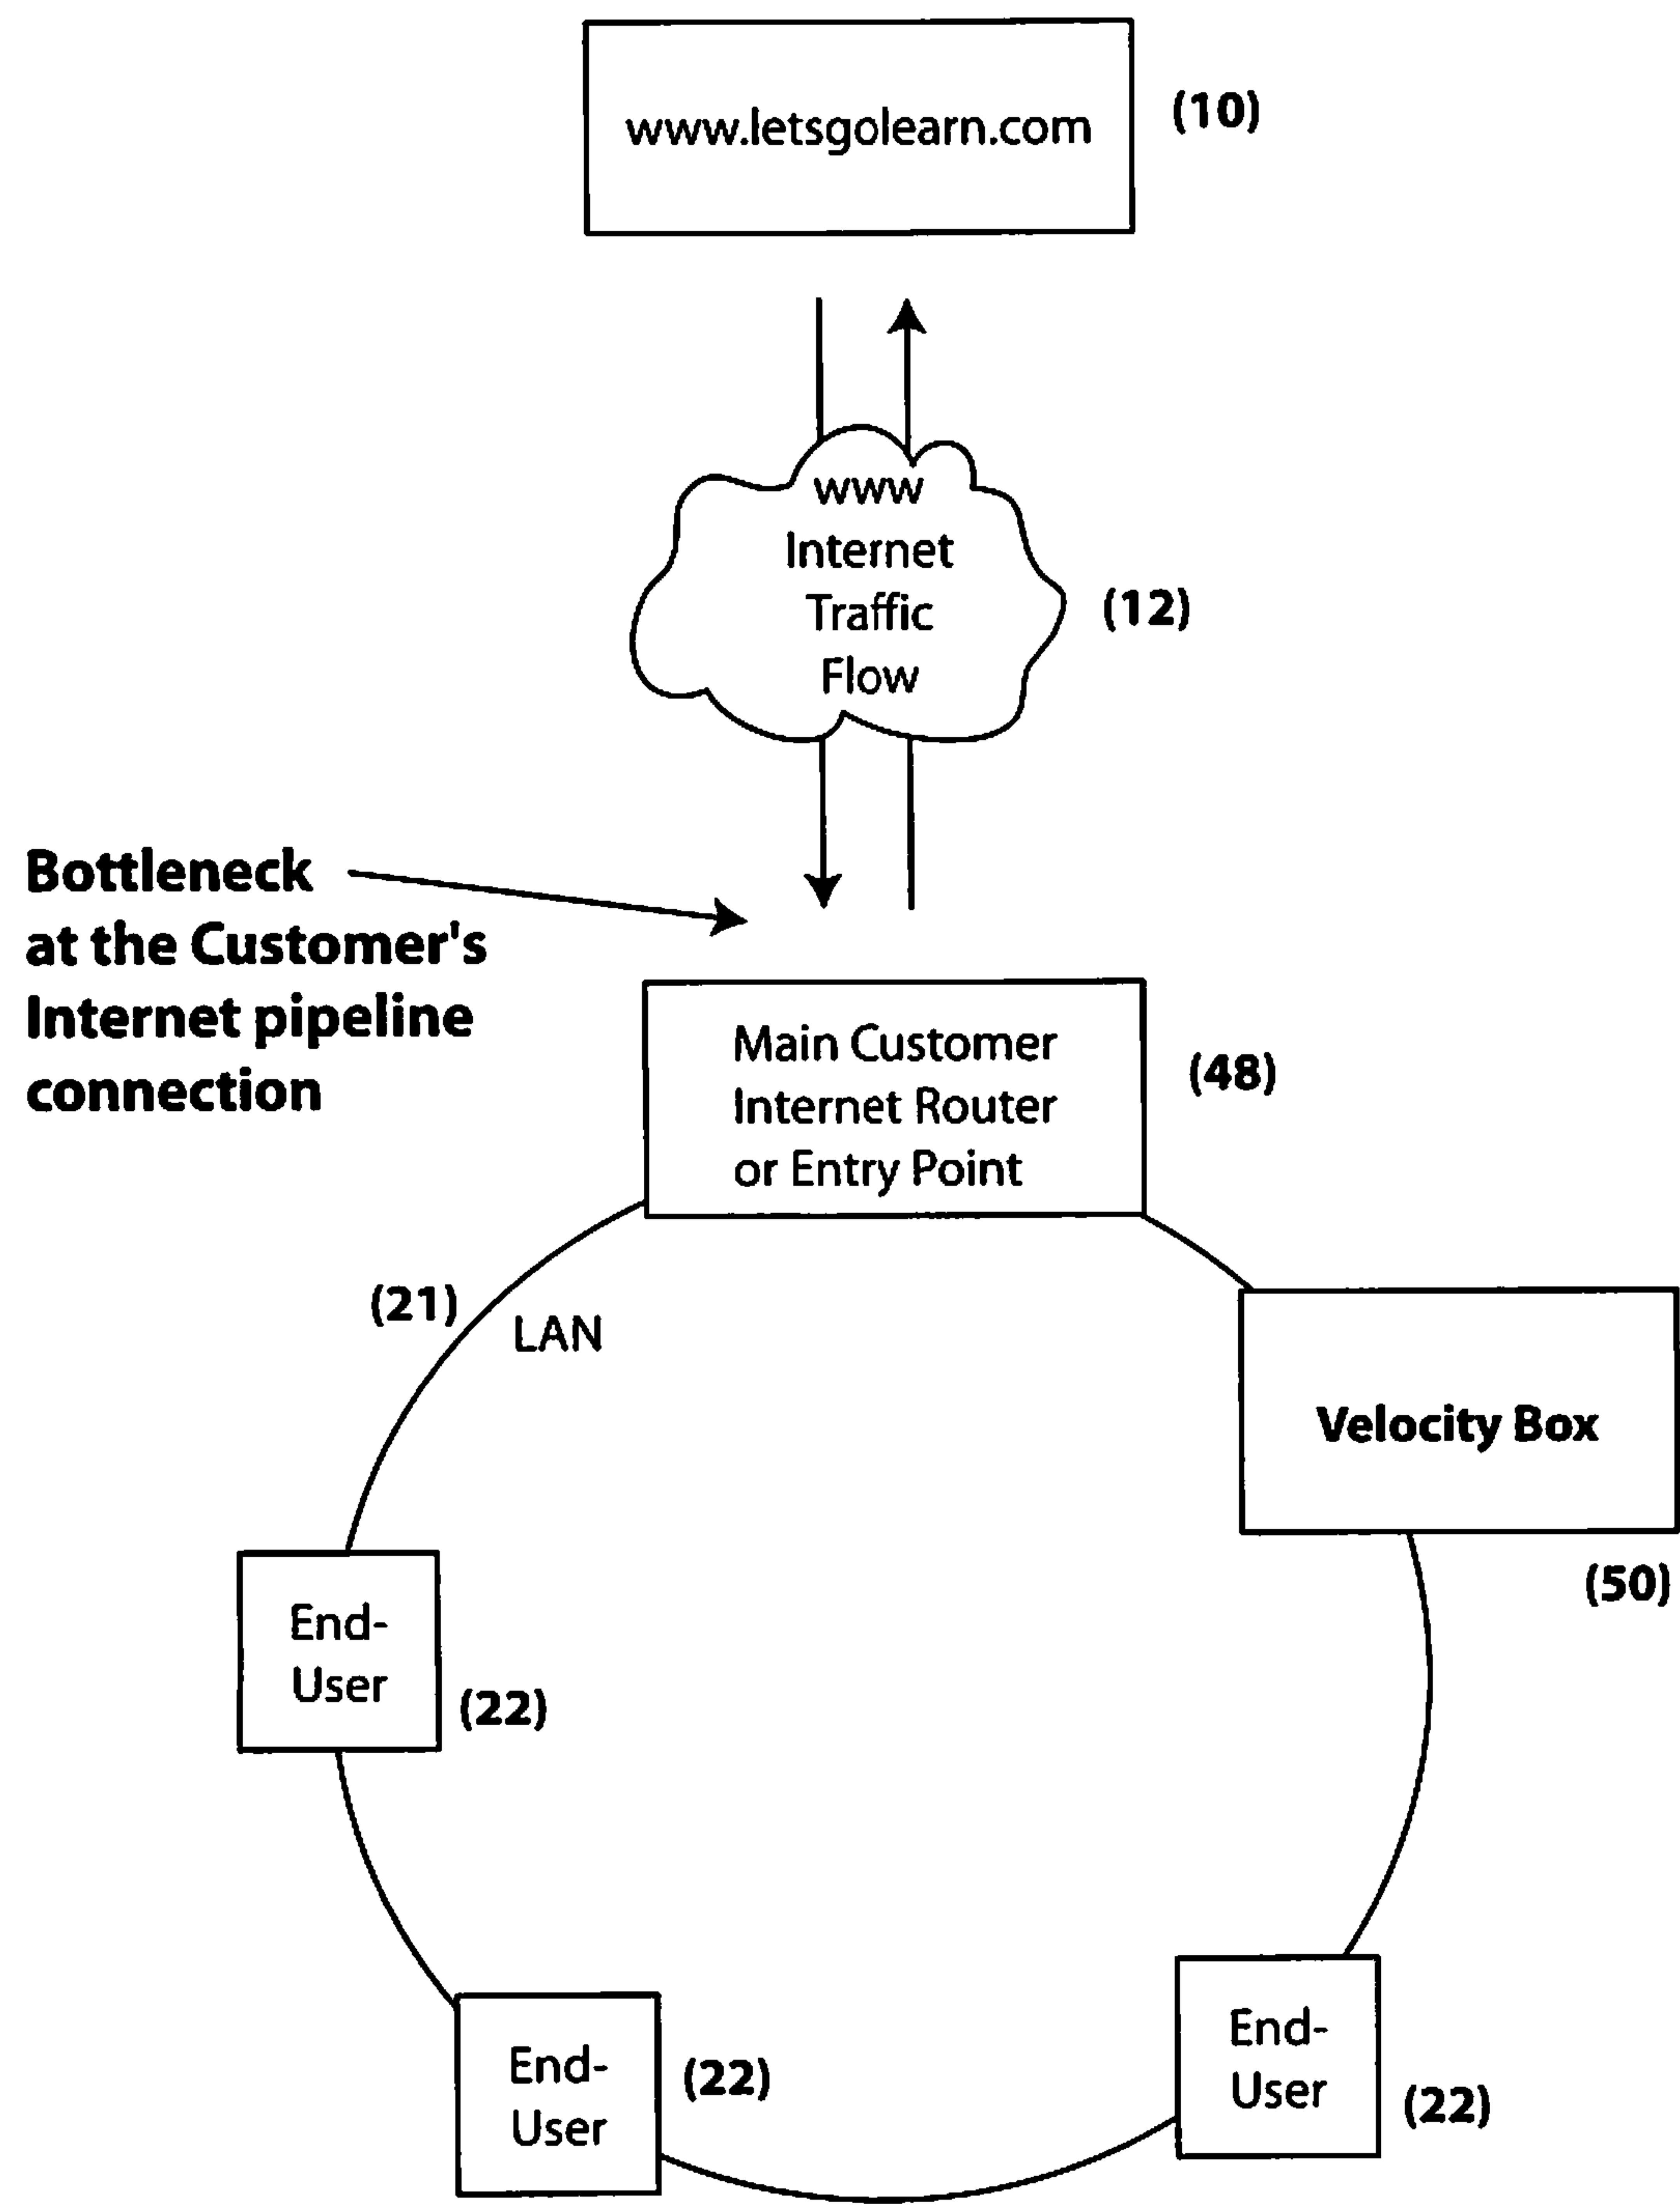 www.letsgolearn.com
(10)
www
Internet
Traffic
Flow
(12)
Bottleneck
at the Customer's
Internet pipeline
connection
Main Customer
Internet Router
or Entry Point
(48)
(21)
LAN
Velocity Box
(50)
End-
User
(22)
End-
User
(22)
End-
User
(22)